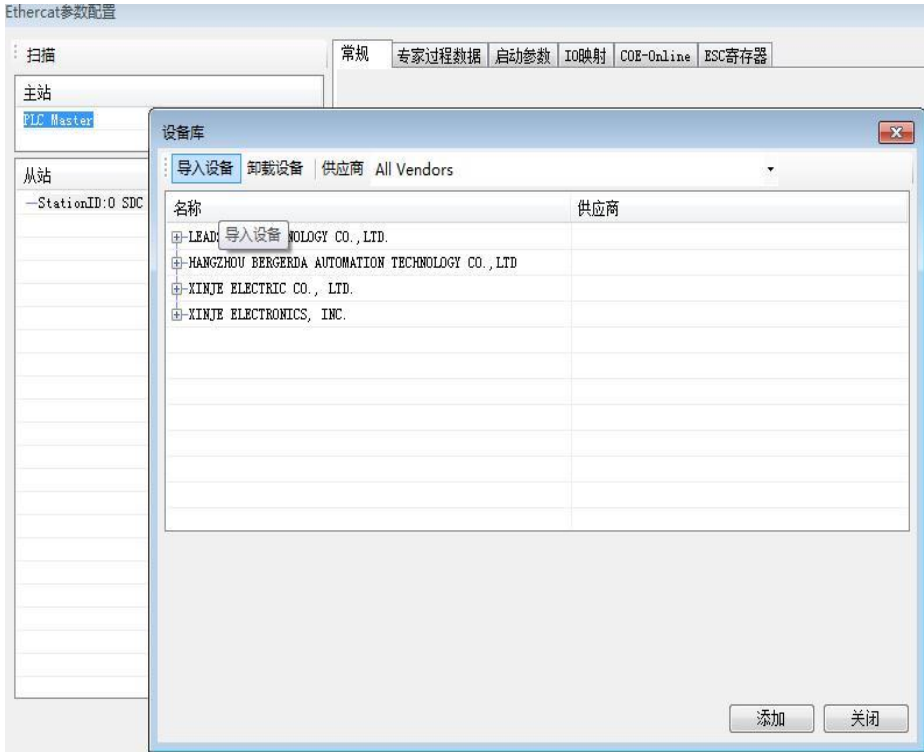 Ethercat参数配置
扫描
常规 专家过程数据 启动参数 IO映射 COE-Online ESC寄存器
主站
PLC Master
从站
StationID:0 SDC
设备库
导入设备 卸载设备 供应商 All Vendors
名称 供应商
导入设备
CO.,LTD.
HANGZHOU BERGERDA AUTOMATION TECHNOLOGY CO.,LTD
XINJE ELECTRIC CO., LTD.
XINJE ELECTRONICS, INC.
添加 关闭